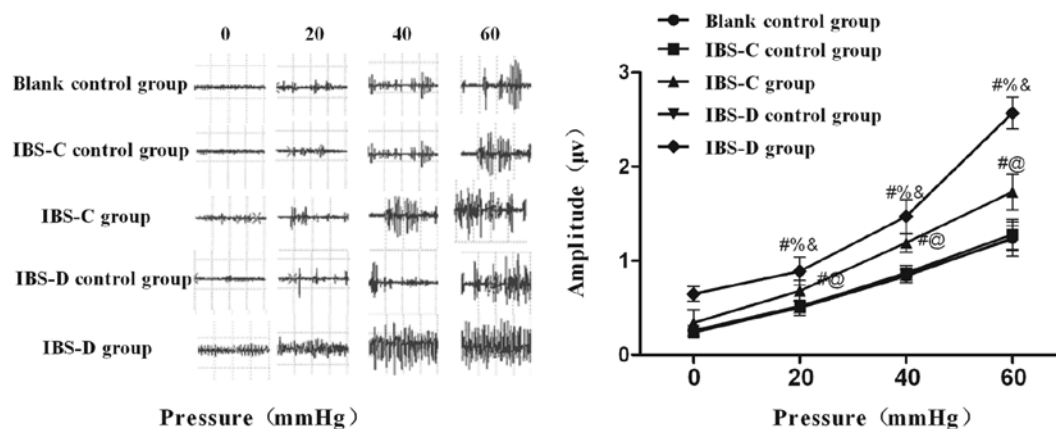 0 20 40 60
Blank control group
IBS-C control group
IBS-C group
IBS-D control group
IBS-D group
Pressure (mmHg)
Blank control group
IBS-C control group
IBS-C group
IBS-D control group
IBS-D group
3
2
1
0
Amplitude (μv)
#%&
#@
#%&
#@
#%&
#@
0 20 40 60
Pressure (mmHg)